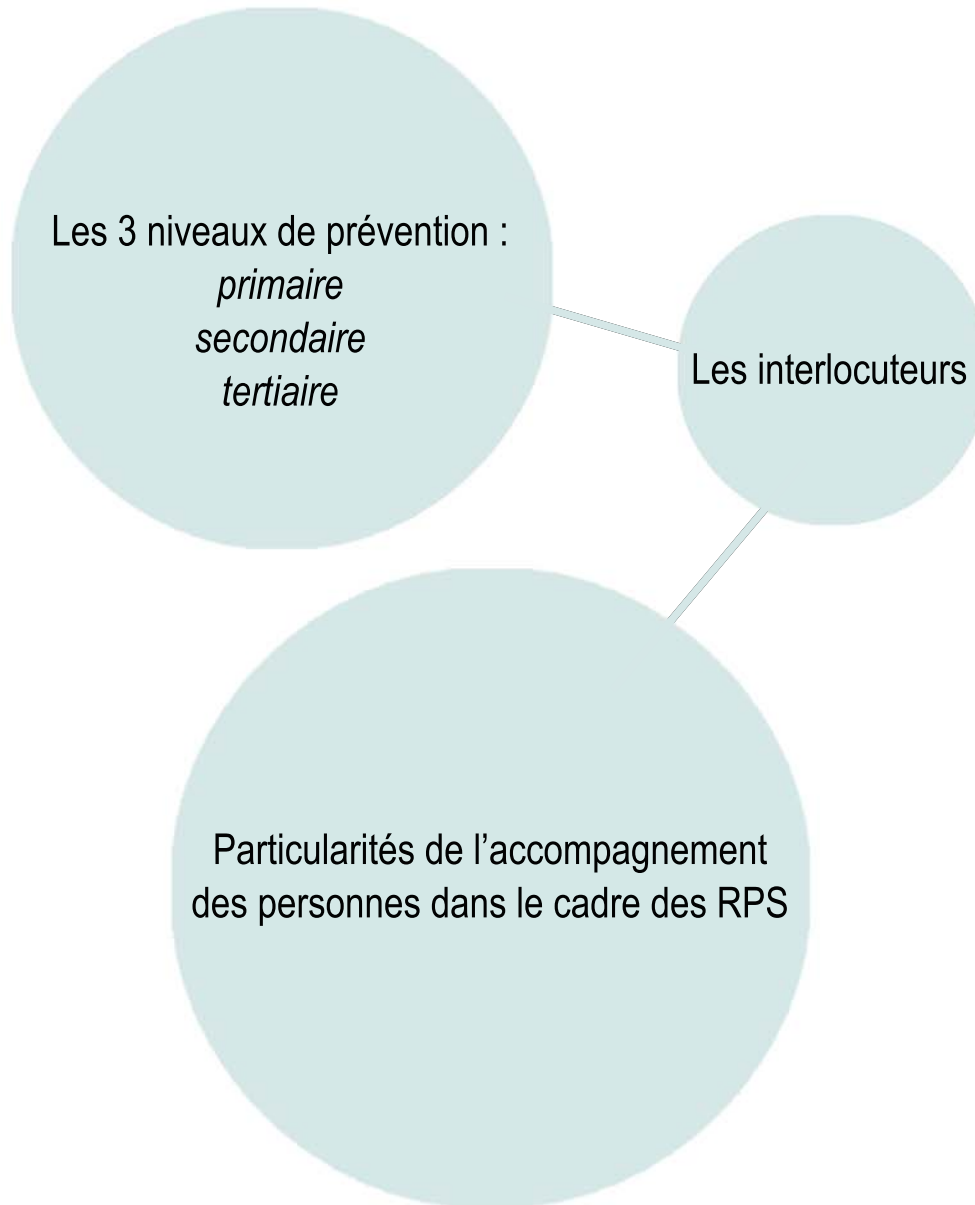 Les 3 niveaux de prévention :
primaire
secondaire
tertiaire
Les interlocuteurs
Particularités de l’accompagnement
des personnes dans le cadre des RPS